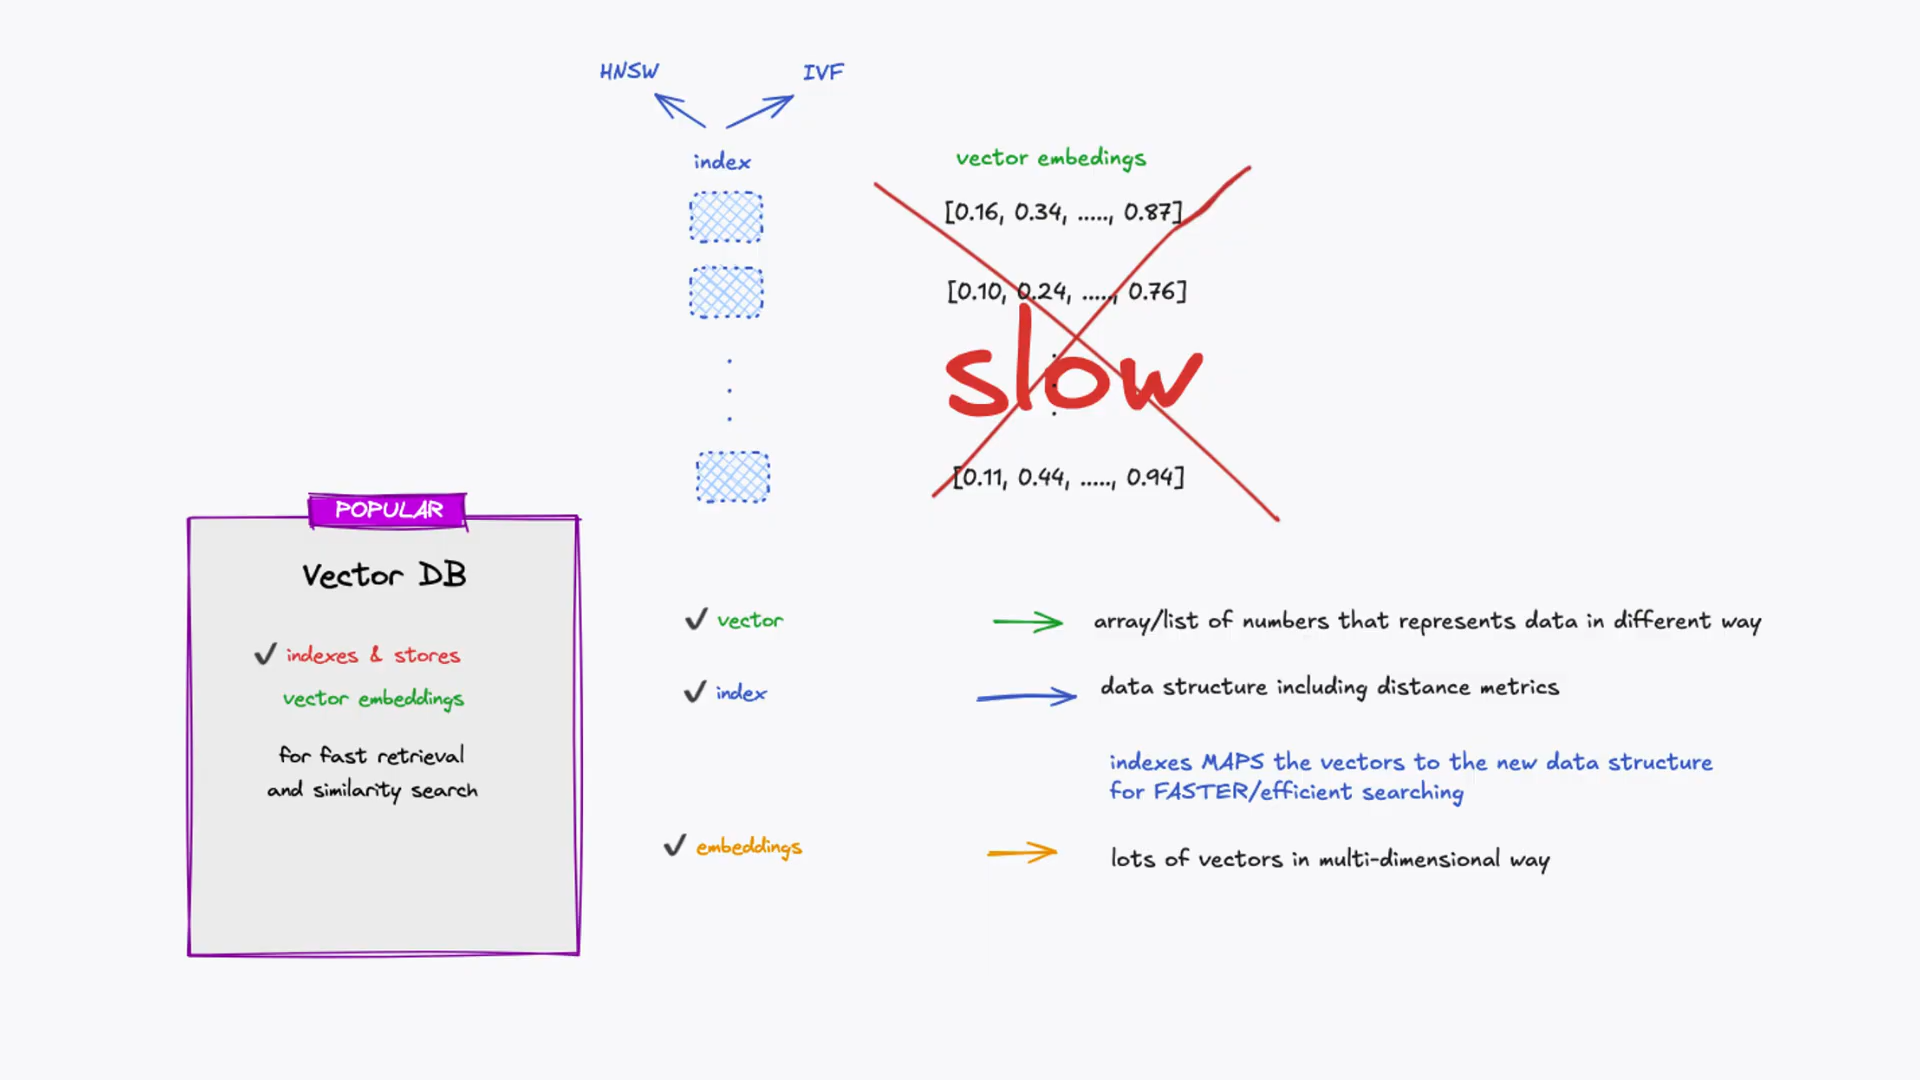 HNSW
IVF
index
vector embedings
[0.16, 0.34, ....., 0.87]
[0.10, 0.24, ....., 0.76]
slow
[0.11, 0.44, ....., 0.94]
POPULAR
Vector DB
✓ indexes & stores
vector embeddings
for fast retrieval
and similarity search
✓ vector
array/list of numbers that represents data in different way
✓ index
data structure including distance metrics
indexes MAPS the vectors to the new data structure
for FASTER/efficient searching
✓ embeddings
lots of vectors in multi-dimensional way